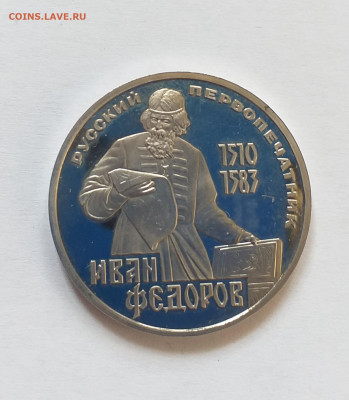 COINS.LAVE.RU
РУССКИЙ ПЕРВОПЕЧАТНИК
1510
1583
ИВАН
ФЕДОРОВ